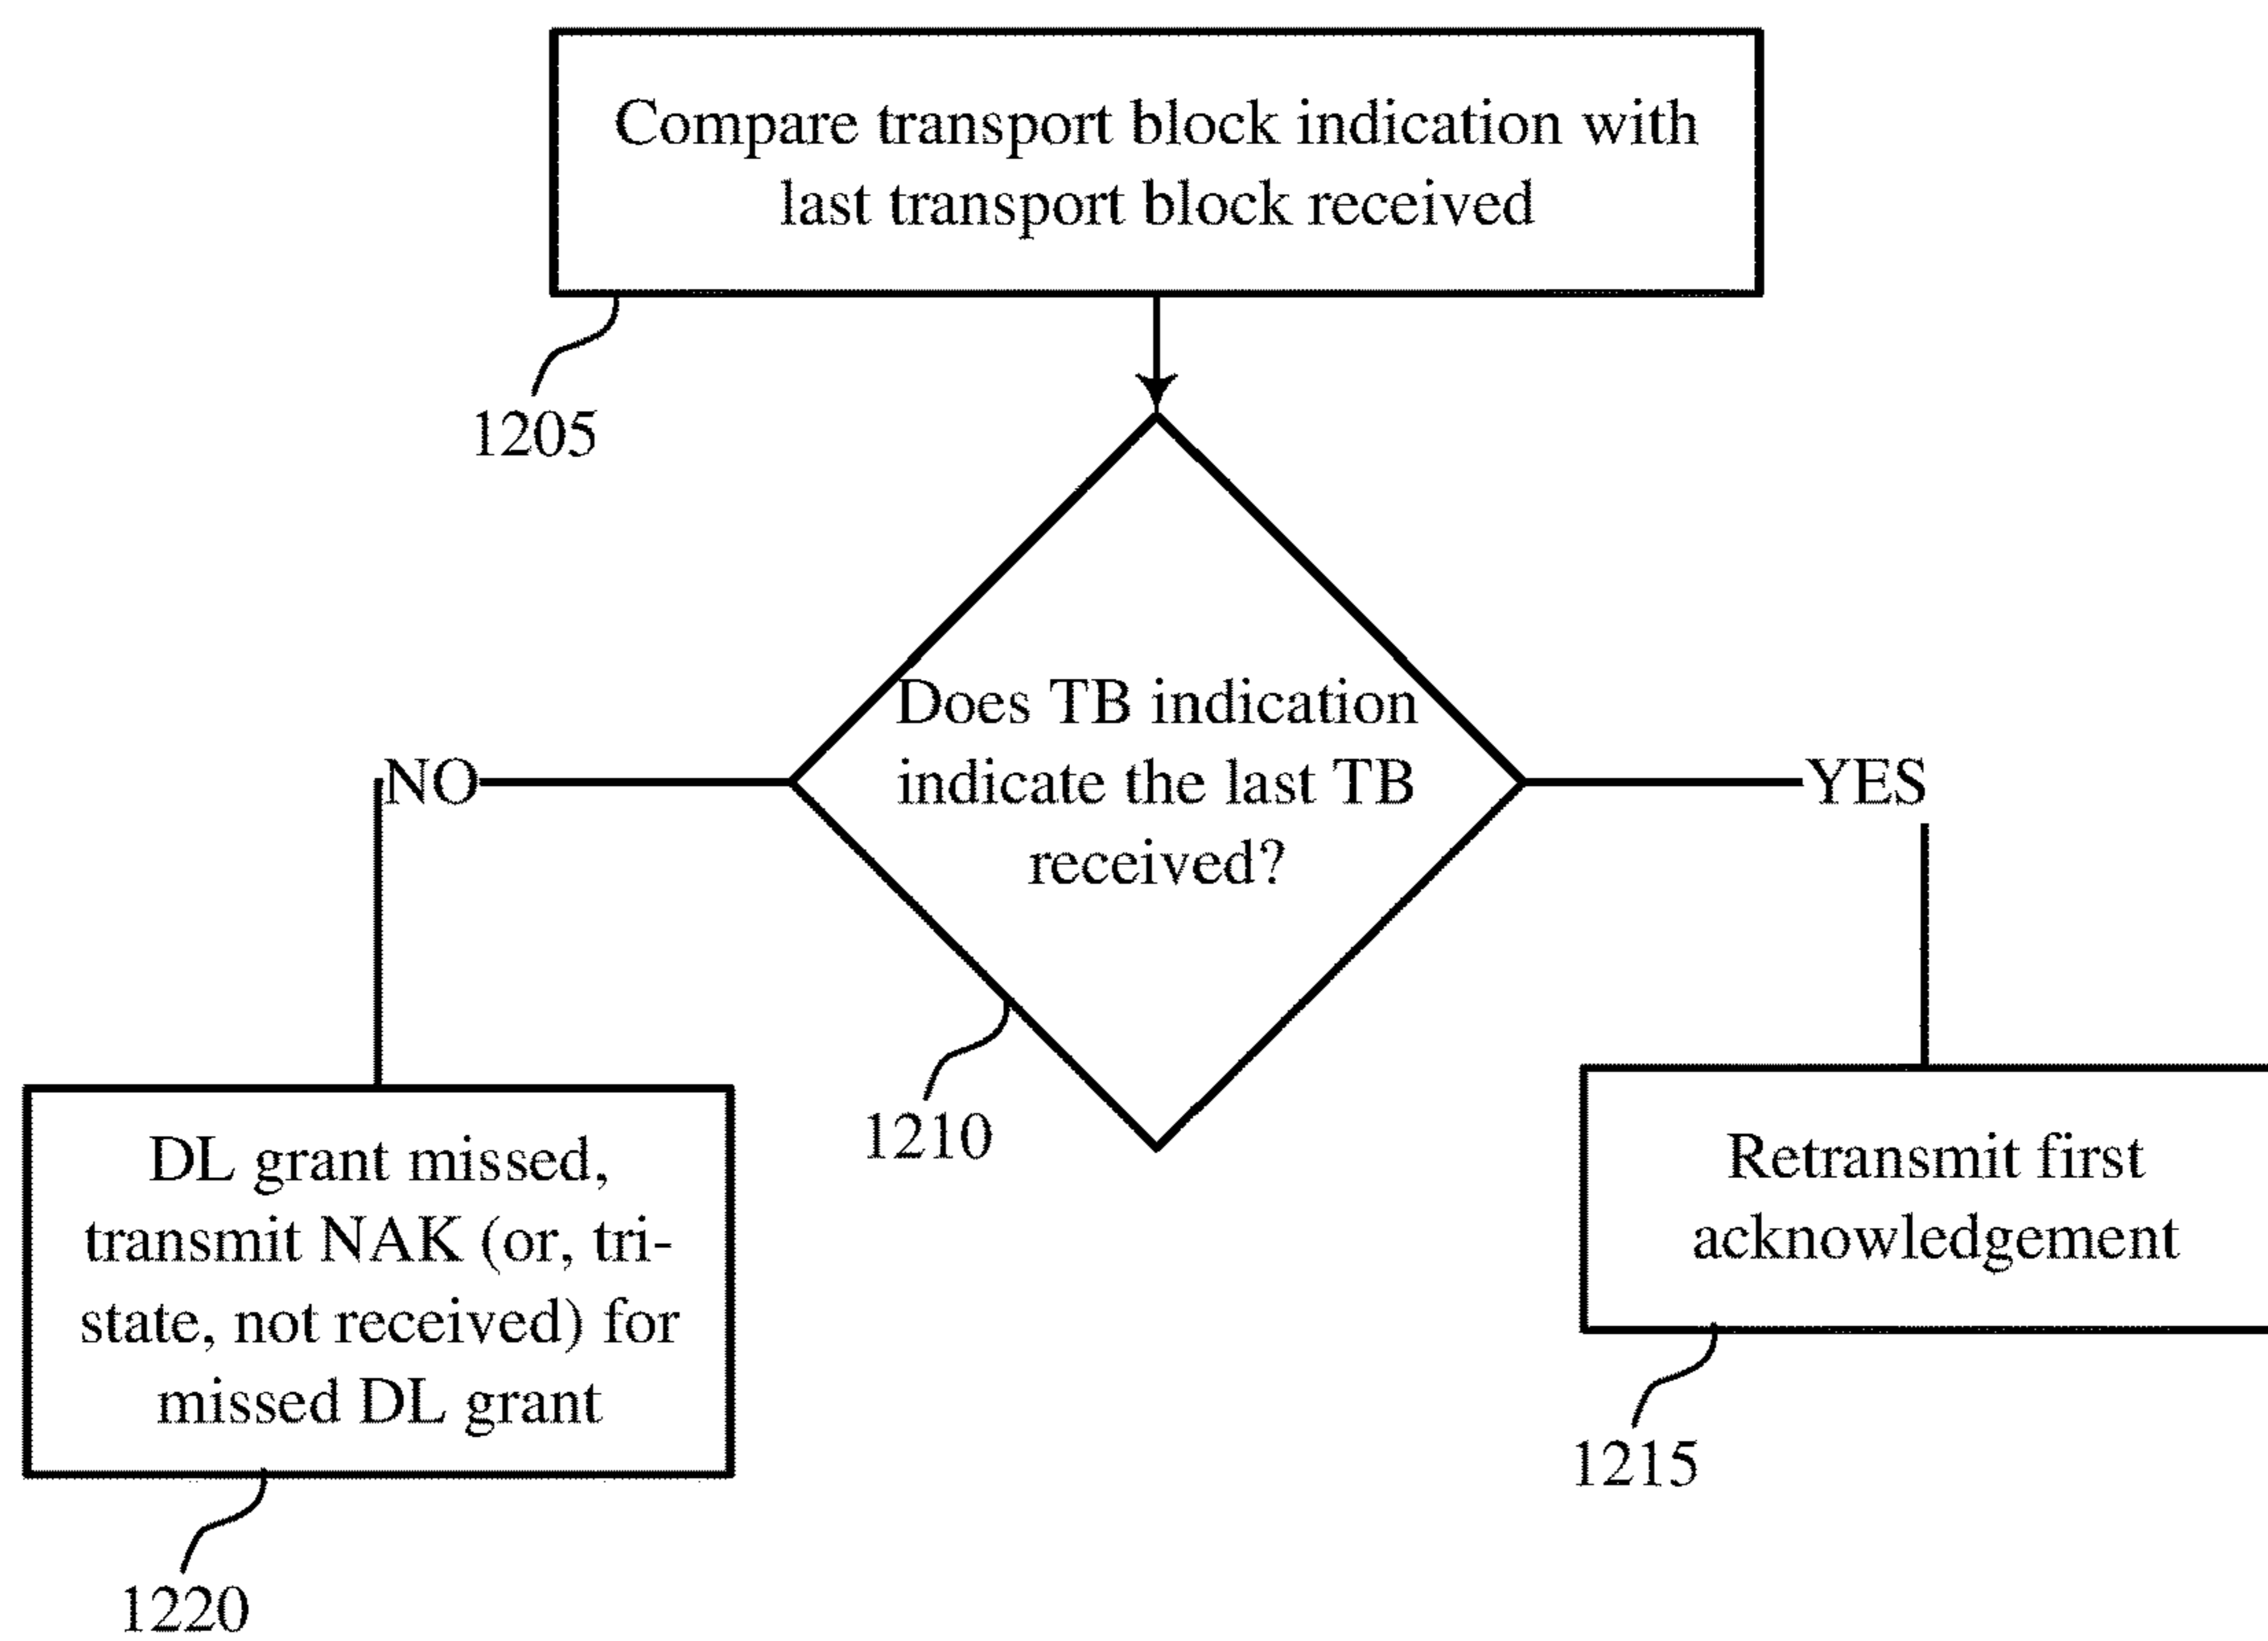 Compare transport block indication with
last transport block received
1205
Does TB indication
indicate the last TB
received?
NO
YES
1210
DL grant missed,
transmit NAK (or, tri-
state, not received) for
missed DL grant
Retransmit first
acknowledgement
1215
1220